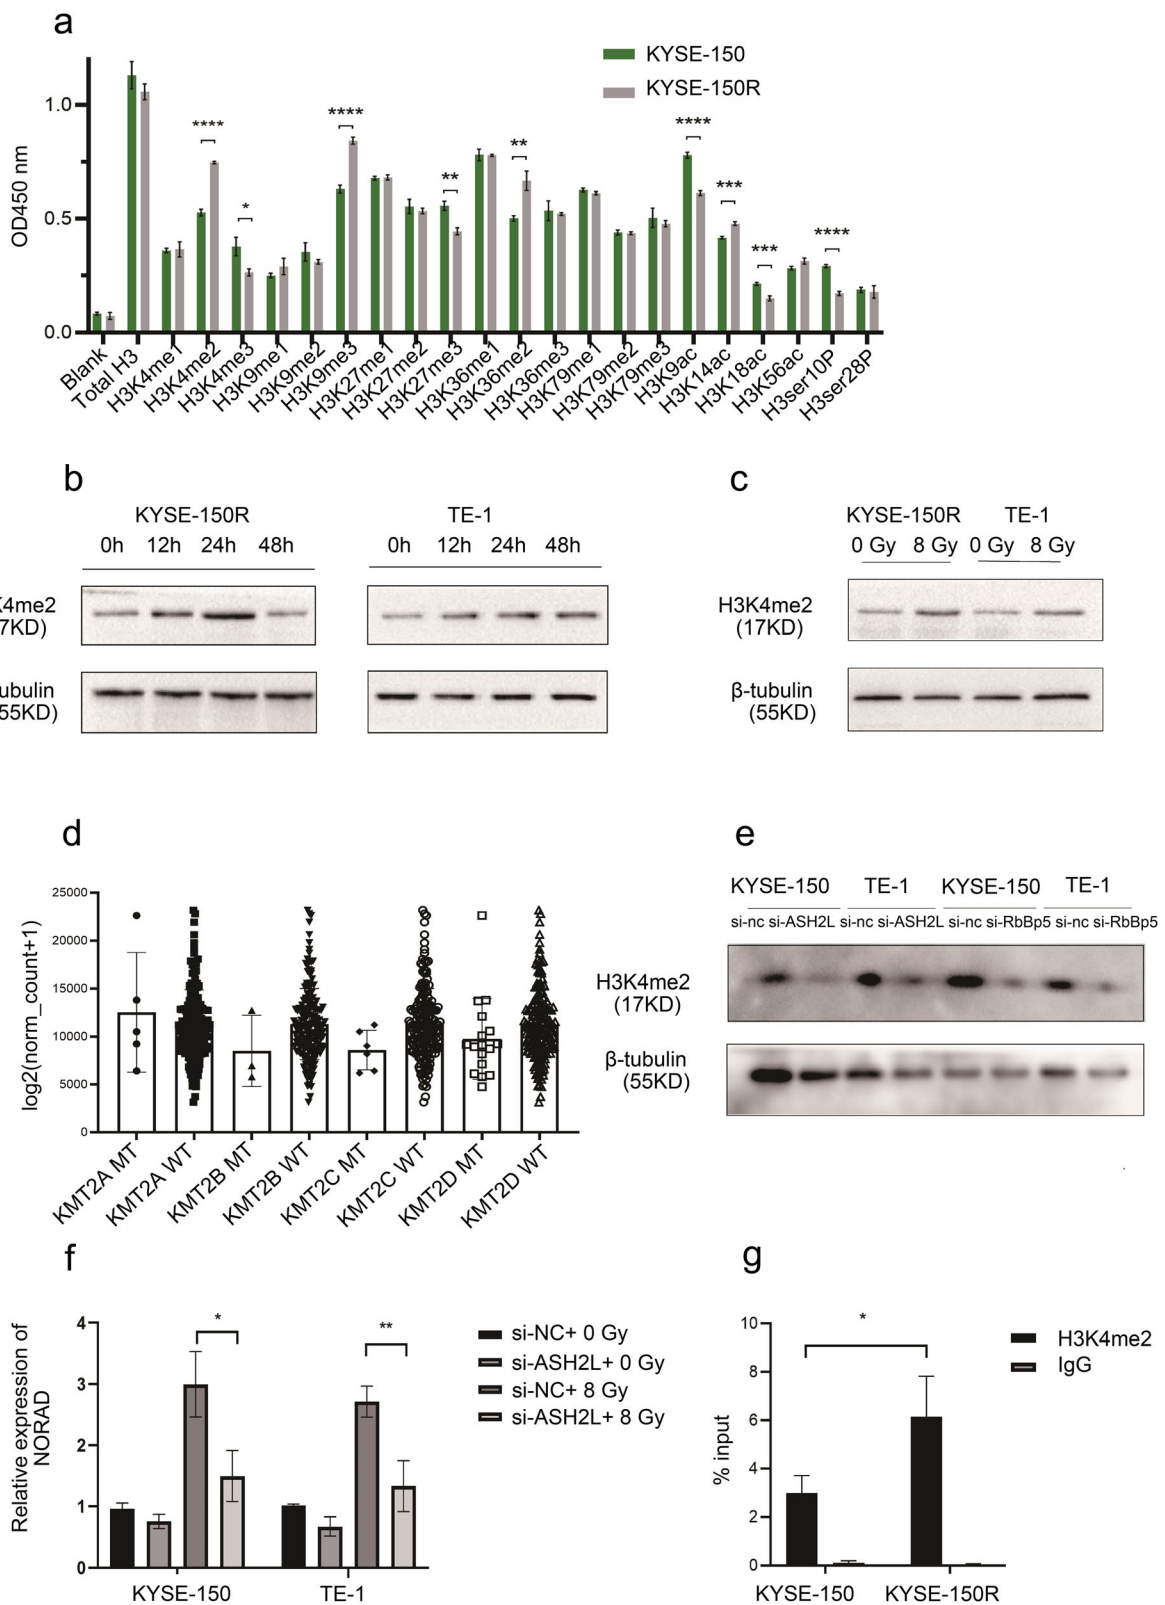 a
KYSE-150
KYSE-150R
OD450 nm
1.0
0.5
0.0
****
*
****
**
**
****
***
***
****
Blank
Total H3
H3K4me1
H3K4me2
H3K4me3
H3K9me1
H3K9me2
H3K9me3
H3K27me1
H3K27me2
H3K27me3
H3K36me1
H3K36me2
H3K36me3
H3K79me1
H3K79me2
H3K79me3
H3K9ac
H3K14ac
H3K18ac
H3K56ac
H3ser10P
H3ser28P
b
KYSE-150R
TE-1
0h 12h 24h 48h
0h 12h 24h 48h
K4me2
7KD)
ubulin
55KD)
c
KYSE-150R TE-1
0 Gy 8 Gy 0 Gy 8 Gy
H3K4me2
(17KD)
β-tubulin
(55KD)
d
log2(norm_count+1)
25000
20000
15000
10000
5000
0
KMT2A MT
KMT2A WT
KMT2B MT
KMT2B WT
KMT2C MT
KMT2C WT
KMT2D MT
KMT2D WT
e
KYSE-150 TE-1 KYSE-150 TE-1
si-nc si-ASH2L si-nc si-ASH2L si-nc si-RbBp5 si-nc si-RbBp5
H3K4me2
(17KD)
β-tubulin
(55KD)
f
Relative expression of
NORAD
4
3
2
1
0
*
**
KYSE-150
TE-1
si-NC+ 0 Gy
si-ASH2L+ 0 Gy
si-NC+ 8 Gy
si-ASH2L+ 8 Gy
g
% input
10
8
6
4
2
0
*
KYSE-150
KYSE-150R
H3K4me2
IgG